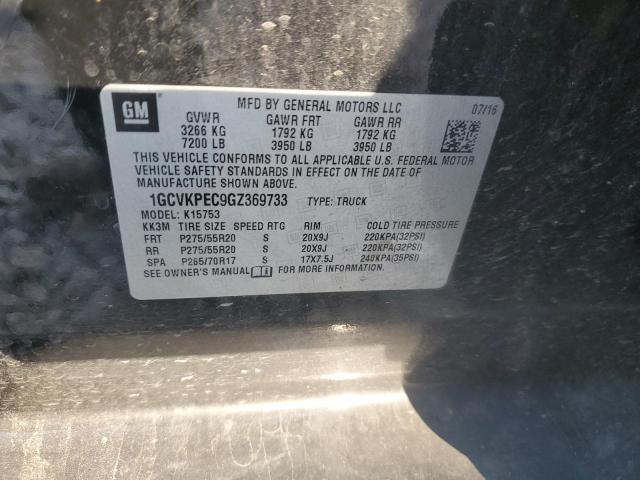 GM
MFD BY GENERAL MOTORS LLC 07/16
GVWR GAWR FRT GAWR RR
3266 KG 1792 KG 1792 KG
7200 LB 3950 LB 3950 LB
THIS VEHICLE CONFORMS TO ALL APPLICABLE U.S. FEDERAL MOTOR
VEHICLE SAFETY STANDARDS IN EFFECT ON THE DATE OF
MANUFACTURE SHOWN ABOVE.
1GCVKPEC9GZ369733 TYPE: TRUCK
MODEL: K15753
KK3M TIRE SIZE SPEED RTG RIM COLD TIRE PRESSURE
FRT P275/55R20 S 20X9J 220KPA(32PSI)
RR P275/55R20 S 20X9J 220KPA(32PSI)
SPA P265/70R17 S 17X7.5J 240KPA(35PSI)
SEE OWNER'S MANUAL FOR MORE INFORMATION.